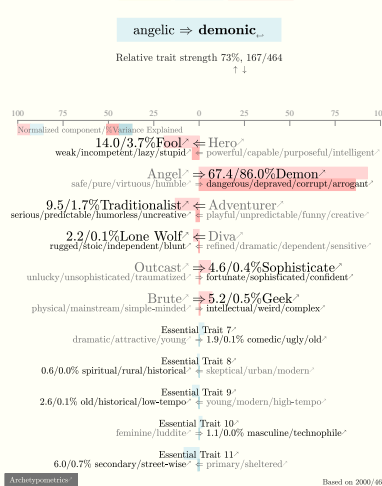 angelic ⇒ demonic
Relative trait strength 73%, 167/464
↑ ↓
100 75 50 25 0 25 50 75 100
Normalized component/%Variance Explained
14.0/3.7%Fool ⇐ Hero
weak/incompetent/lazy/stupid ⇐ powerful/capable/purposeful/intelligent
Angel ⇒ 67.4/86.0%Demon
safe/pure/virtuous/humble ⇒ dangerous/depraved/corrupt/arrogant
9.5/1.7%Traditionalist ⇐ Adventurer
serious/predictable/humorless/uncreative ⇐ playful/unpredictable/funny/creative
2.2/0.1%Lone Wolf ⇐ Diva
rugged/stoic/independent/blunt ⇐ refined/dramatic/dependent/sensitive
Outcast ⇒ 4.6/0.4%Sophisticate
unlucky/unsophisticated/traumatized ⇒ fortunate/sophisticated/confident
Brute ⇒ 5.2/0.5%Geek
physical/mainstream/simple-minded ⇒ intellectual/weird/complex
Essential Trait 7
dramatic/attractive/young ⇒ 1.9/0.1% comedic/ugly/old
Essential Trait 8
0.6/0.0% spiritual/rural/historical ⇐ skeptical/urban/modern
Essential Trait 9
2.6/0.1% old/historical/low-tempo ⇐ young/modern/high-tempo
Essential Trait 10
feminine/luddite ⇒ 1.1/0.0% masculine/technophile
Essential Trait 11
6.0/0.7% secondary/street-wise ⇐ primary/sheltered
Archetypometrics
Based on 2000/46